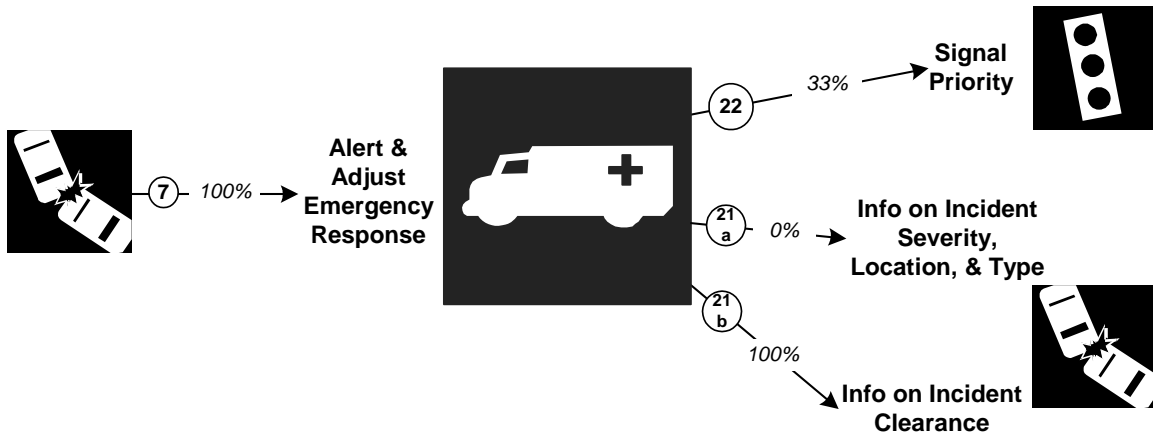 7
100%
Alert &
Adjust
Emergency
Response
22
33%
Signal
Priority
21
a
0%
Info on Incident
Severity,
Location, & Type
21
b
100%
Info on Incident
Clearance